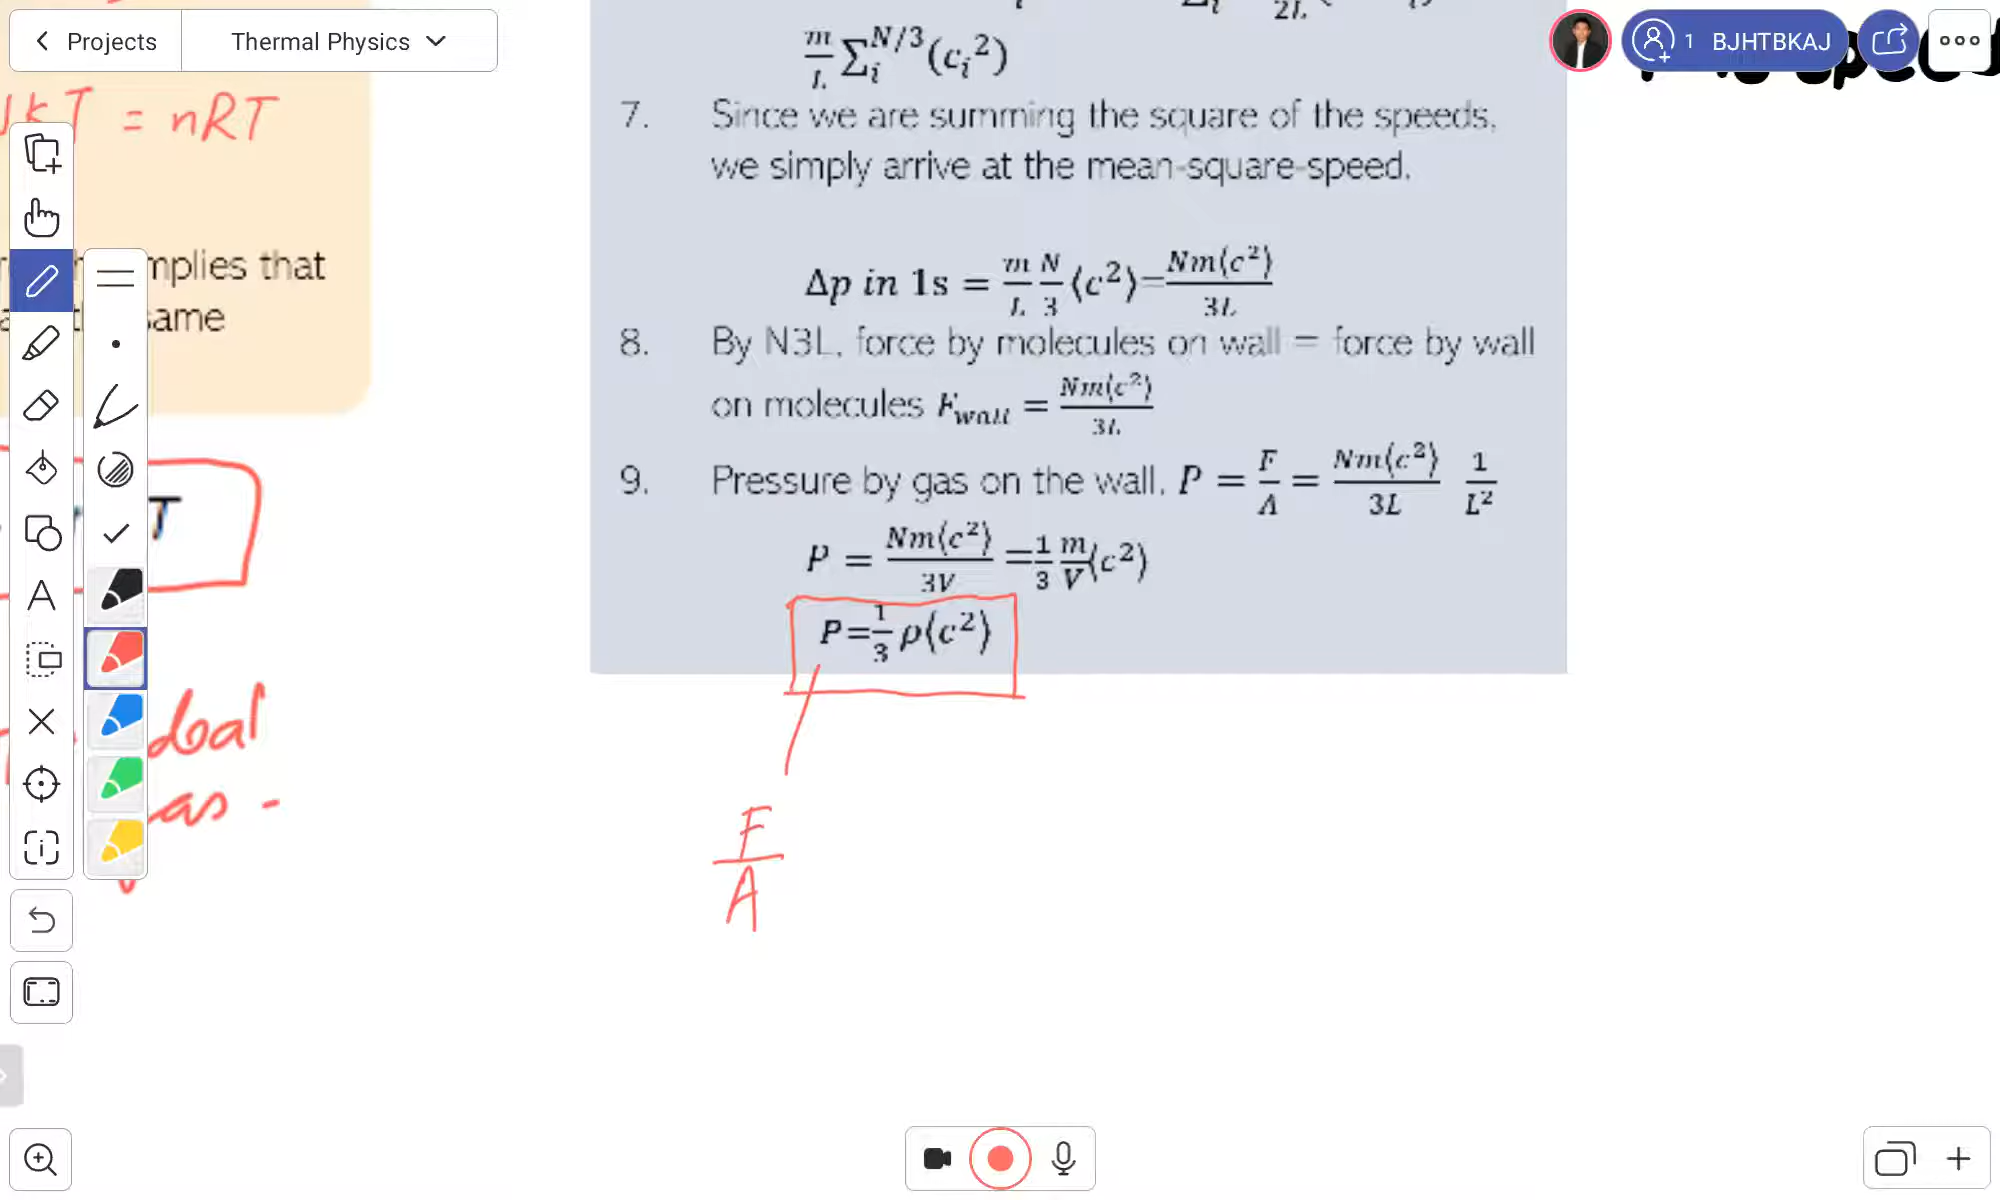 Projects
Thermal Physics
1 BJHTBKAJ
NkT = nRT
mplies that
same
T
deal
as -
m/L Σᵢ^(N/3) (cᵢ²)
7. Since we are summing the square of the speeds,
we simply arrive at the mean-square-speed.
Δp in 1s = m/L N/3 ⟨c²⟩=Nm⟨c²⟩/3L
8. By N3L, force by molecules on wall = force by wall
on molecules F_wall = Nm⟨c²⟩/3L
9. Pressure by gas on the wall, P = F/A = Nm⟨c²⟩/3L 1/L²
P = Nm⟨c²⟩/3V =1/3 m/V⟨c²⟩
P=1/3 ρ⟨c²⟩
F/A